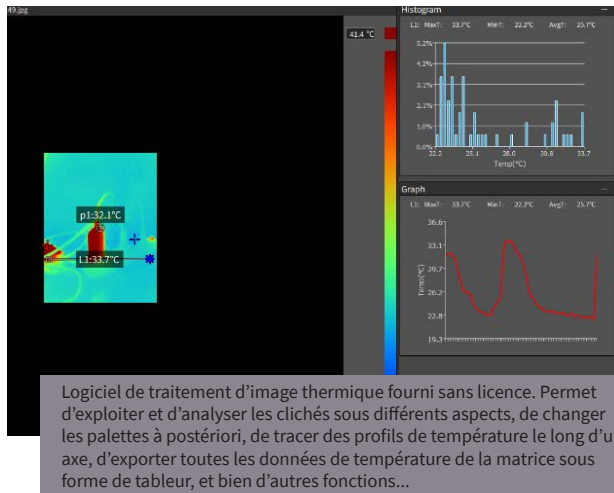 49.jpg
41.4 °C
p1:32.1°C
L1:33.7°C
Histogram
L1: MaxT: 33.7°C MinT: 22.2°C AvgT: 25.7°C
5.2%
4.2%
3.1%
2.1%
1.0%
0.0%
22.2 25.1 28.0 30.8 33.7
Temp(°C)
Graph
L1: MaxT: 33.7°C MinT: 22.2°C AvgT: 25.7°C
36.6
33.1
29.7
26.2
22.8
19.3
Temp(°C)
Logiciel de traitement d'image thermique fourni sans licence. Permet
d'exploiter et d'analyser les clichés sous différents aspects, de changer
les palettes à postériori, de tracer des profils de température le long d'u
axe, d'exporter toutes les données de température de la matrice sous
forme de tableur, et bien d'autres fonctions...